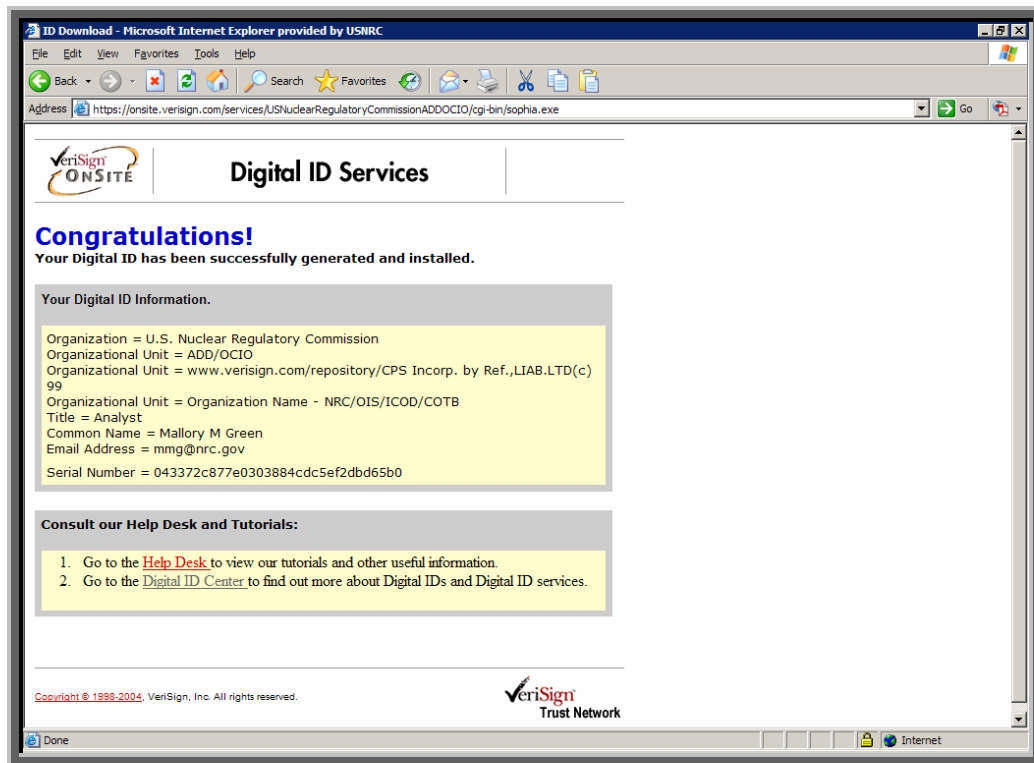 ID Download - Microsoft Internet Explorer provided by USNRC
File Edit View Favorites Tools Help
Back Search Favorites
Address https://onsite.verisign.com/services/USNuclearRegulatoryCommissionADDOCIO/cgi-bin/sophia.exe Go
VeriSign
ONSITE
Digital ID Services
Congratulations!
Your Digital ID has been successfully generated and installed.
Your Digital ID Information.
Organization = U.S. Nuclear Regulatory Commission
Organizational Unit = ADD/OCIO
Organizational Unit = www.verisign.com/repository/CPS Incorp. by Ref.,LIAB.LTD(c)
99
Organizational Unit = Organization Name - NRC/OIS/ICOD/COTB
Title = Analyst
Common Name = Mallory M Green
Email Address = mmg@nrc.gov
Serial Number = 043372c877e0303884cdc5ef2dbd65b0
Consult our Help Desk and Tutorials:
1. Go to the Help Desk to view our tutorials and other useful information.
2. Go to the Digital ID Center to find out more about Digital IDs and Digital ID services.
Copyright © 1998-2004, VeriSign, Inc. All rights reserved.
VeriSign
Trust Network
Done Internet